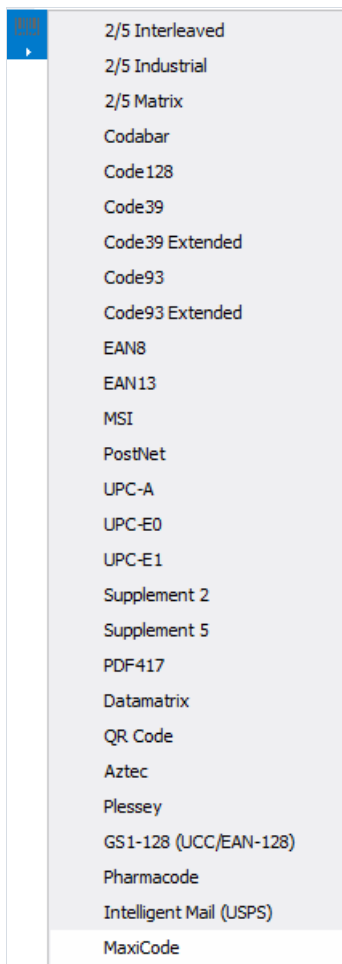 2/5 Interleaved
2/5 Industrial
2/5 Matrix
Codabar
Code128
Code39
Code39 Extended
Code93
Code93 Extended
EAN8
EAN13
MSI
PostNet
UPC-A
UPC-E0
UPC-E1
Supplement 2
Supplement 5
PDF417
Datamatrix
QR Code
Aztec
Plessey
GS1-128 (UCC/EAN-128)
Pharmacode
Intelligent Mail (USPS)
MaxiCode